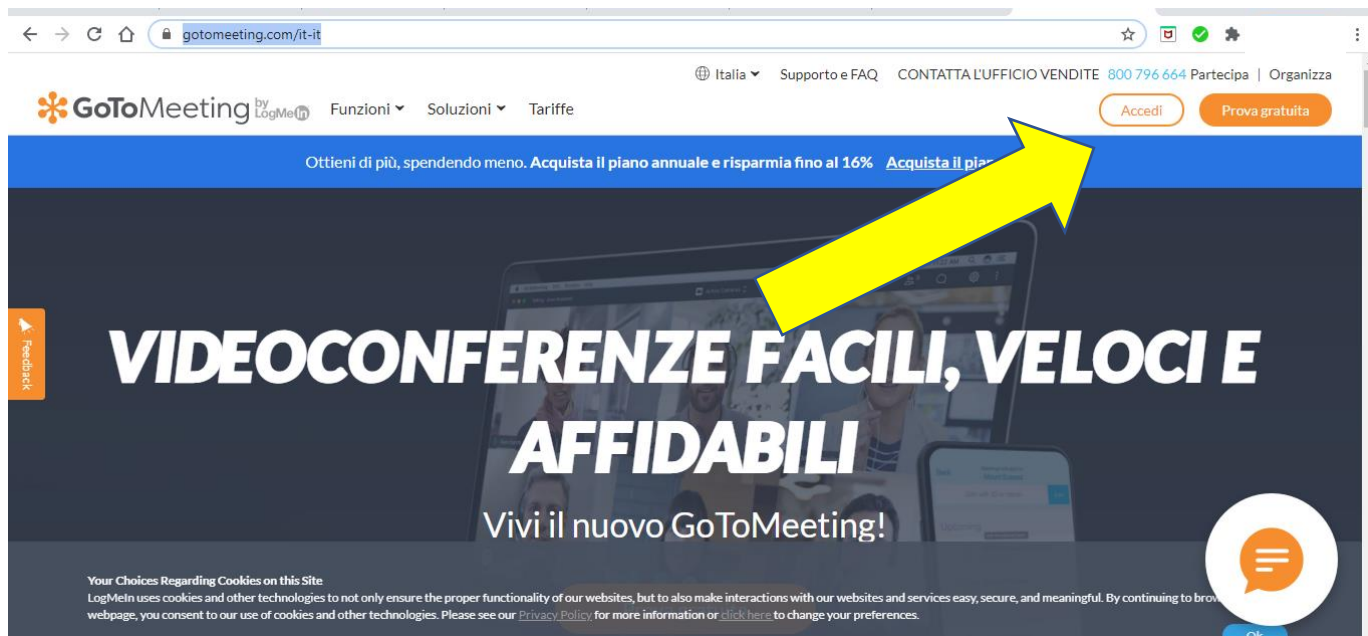 gotomeeting.com/it-it
Italia Supporto e FAQ CONTATTA L'UFFICIO VENDITE 800 796 664 Partecipa | Organizza
GoToMeeting by LogMeIn Funzioni Soluzioni Tariffe Accedi Prova gratuita
Ottieni di più, spendendo meno. Acquista il piano annuale e risparmia fino al 16% Acquista il
Feedback
VIDEOCONFERENZE FACILI, VELOCI E
AFFIDABILI
Vivi il nuovo GoToMeeting!
Your Choices Regarding Cookies on this Site
LogMeIn uses cookies and other technologies to not only ensure the proper functionality of our websites, but to also make interactions with our websites and services easy, secure, and meaningful. By continuing to
webpage, you consent to our use of cookies and other technologies. Please see our Privacy Policy for more information or click here to change your preferences.
Ok